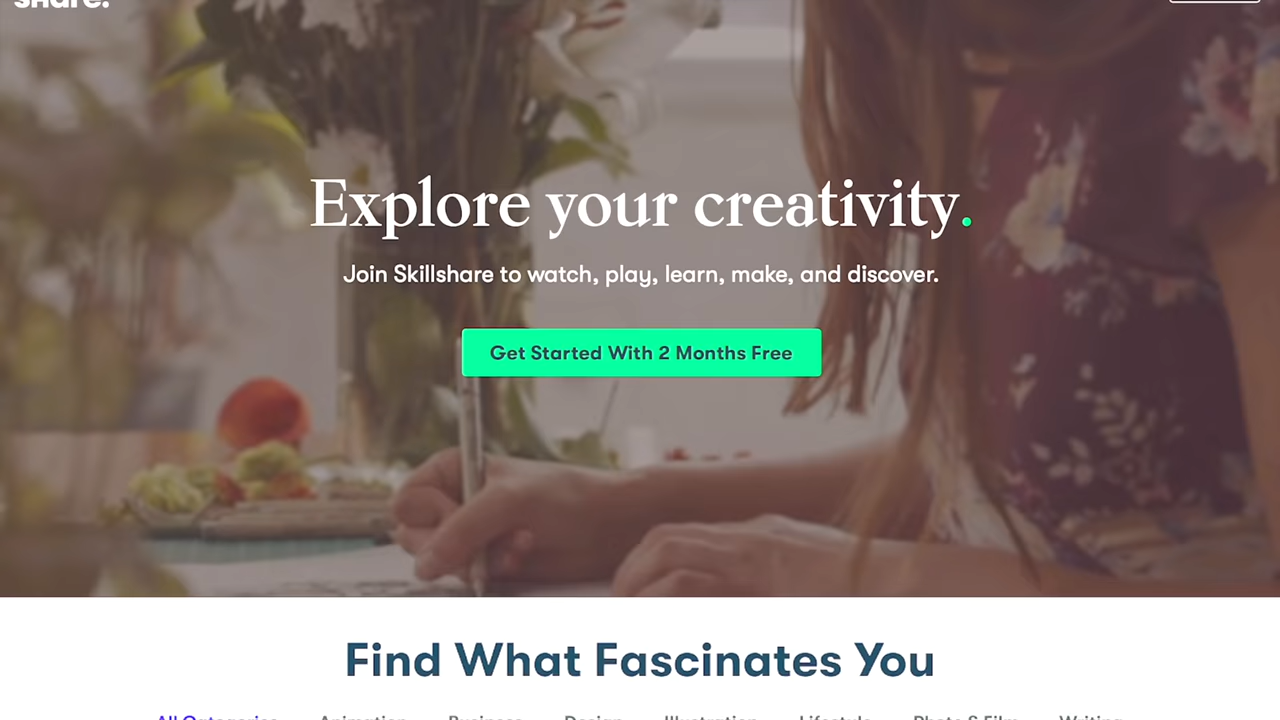 share.
Explore your creativity.
Join Skillshare to watch, play, learn, make, and discover.
Get Started With 2 Months Free
Find What Fascinates You
All Categories Animation Business Design Illustration Lifestyle Photo & Film Writing